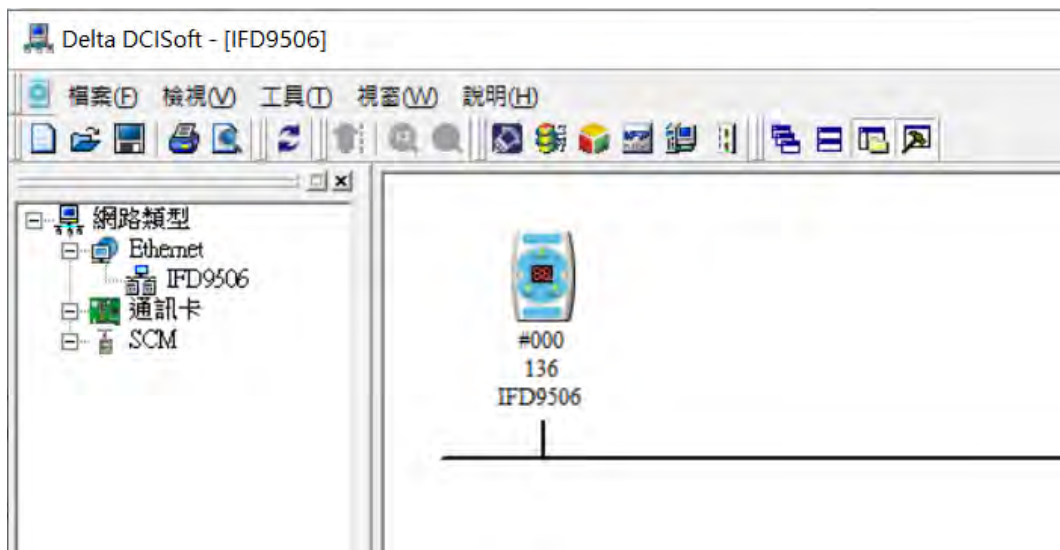 Delta DCISoft - [IFD9506]
檔案(F) 檢視(V) 工具(T) 視窗(W) 說明(H)
網路類型
Ethernet
IFD9506
通訊卡
SCM
#000
136
IFD9506